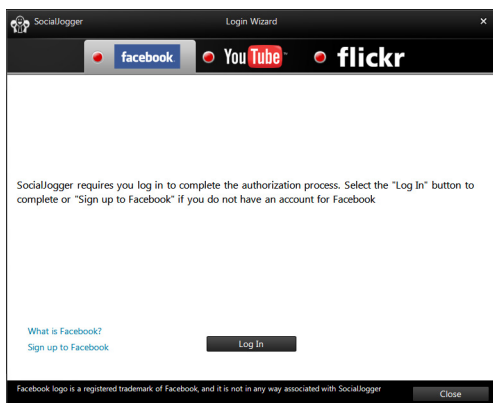 SocialJogger Login Wizard ×
facebook. YouTube™ flickr
SocialJogger requires you log in to complete the authorization process. Select the "Log In" button to
complete or "Sign up to Facebook" if you do not have an account for Facebook
What is Facebook?
Sign up to Facebook
Log In
Facebook logo is a registered trademark of Facebook, and it is not in any way associated with SocialJogger
Close